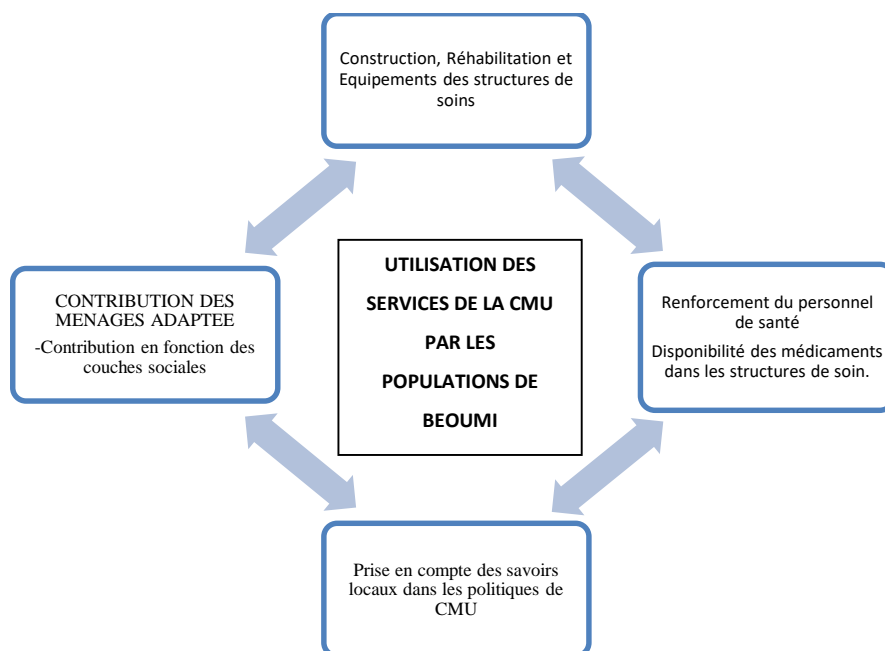 Construction, Réhabilitation et
Equipements des structures de
soins
CONTRIBUTION DES
MENAGES ADAPTEE
-Contribution en fonction des
couches sociales
UTILISATION DES
SERVICES DE LA CMU
PAR LES
POPULATIONS DE
BEOUMI
Renforcement du personnel
de santé
Disponibilité des médicaments
dans les structures de soin.
Prise en compte des savoirs
locaux dans les politiques de
CMU